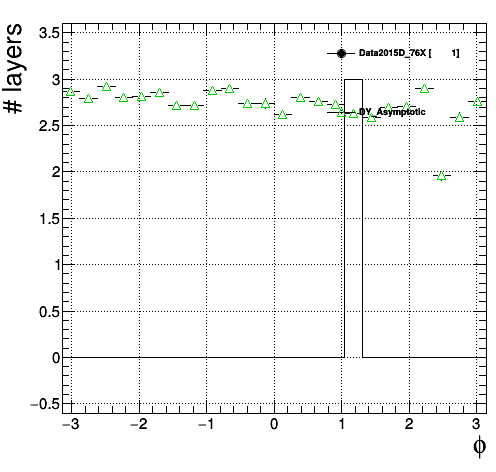 # layers
3.5
3
2.5
2
1.5
1
0.5
0
−0.5
Data2015D_76X [ 1]
DY_Asymptotic
−3 −2 −1 0 1 2 3
ϕ